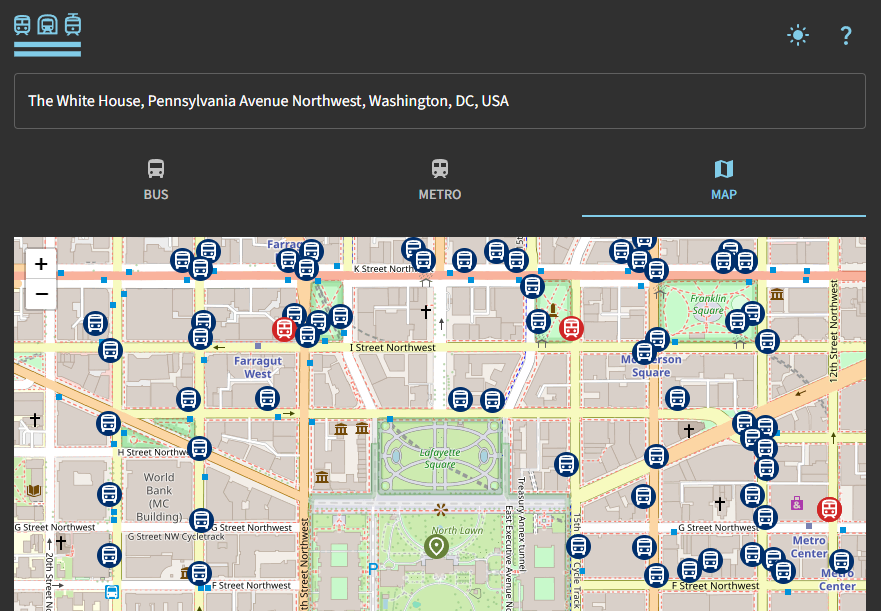 ?
The White House, Pennsylvania Avenue Northwest, Washington, DC, USA
BUS
METRO
MAP
+
−
Farrag
K Street North
Franklin
Square
12th Street Northwest
I Street Northwest
Farragut
West
Square
Lafayette
Square
H Street Northwest
World
Bank
(MC
Building)
G Street Northwest
G Street NW Cycletrack
G Street Northwest
G Street Northwest
Treasury Annex tunnel
East Executive Avenue
North Lawn
15th
Cycle Track
Metro
Center
Metro
Center
20th Street
P
F Street Northwest
F Street Northwest
th Street Northwest